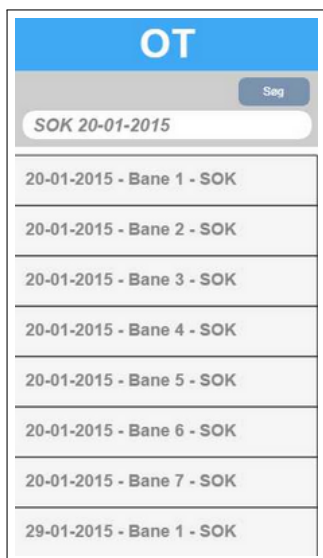 OT
Søg
SOK 20-01-2015
20-01-2015 - Bane 1 - SOK
20-01-2015 - Bane 2 - SOK
20-01-2015 - Bane 3 - SOK
20-01-2015 - Bane 4 - SOK
20-01-2015 - Bane 5 - SOK
20-01-2015 - Bane 6 - SOK
20-01-2015 - Bane 7 - SOK
29-01-2015 - Bane 1 - SOK